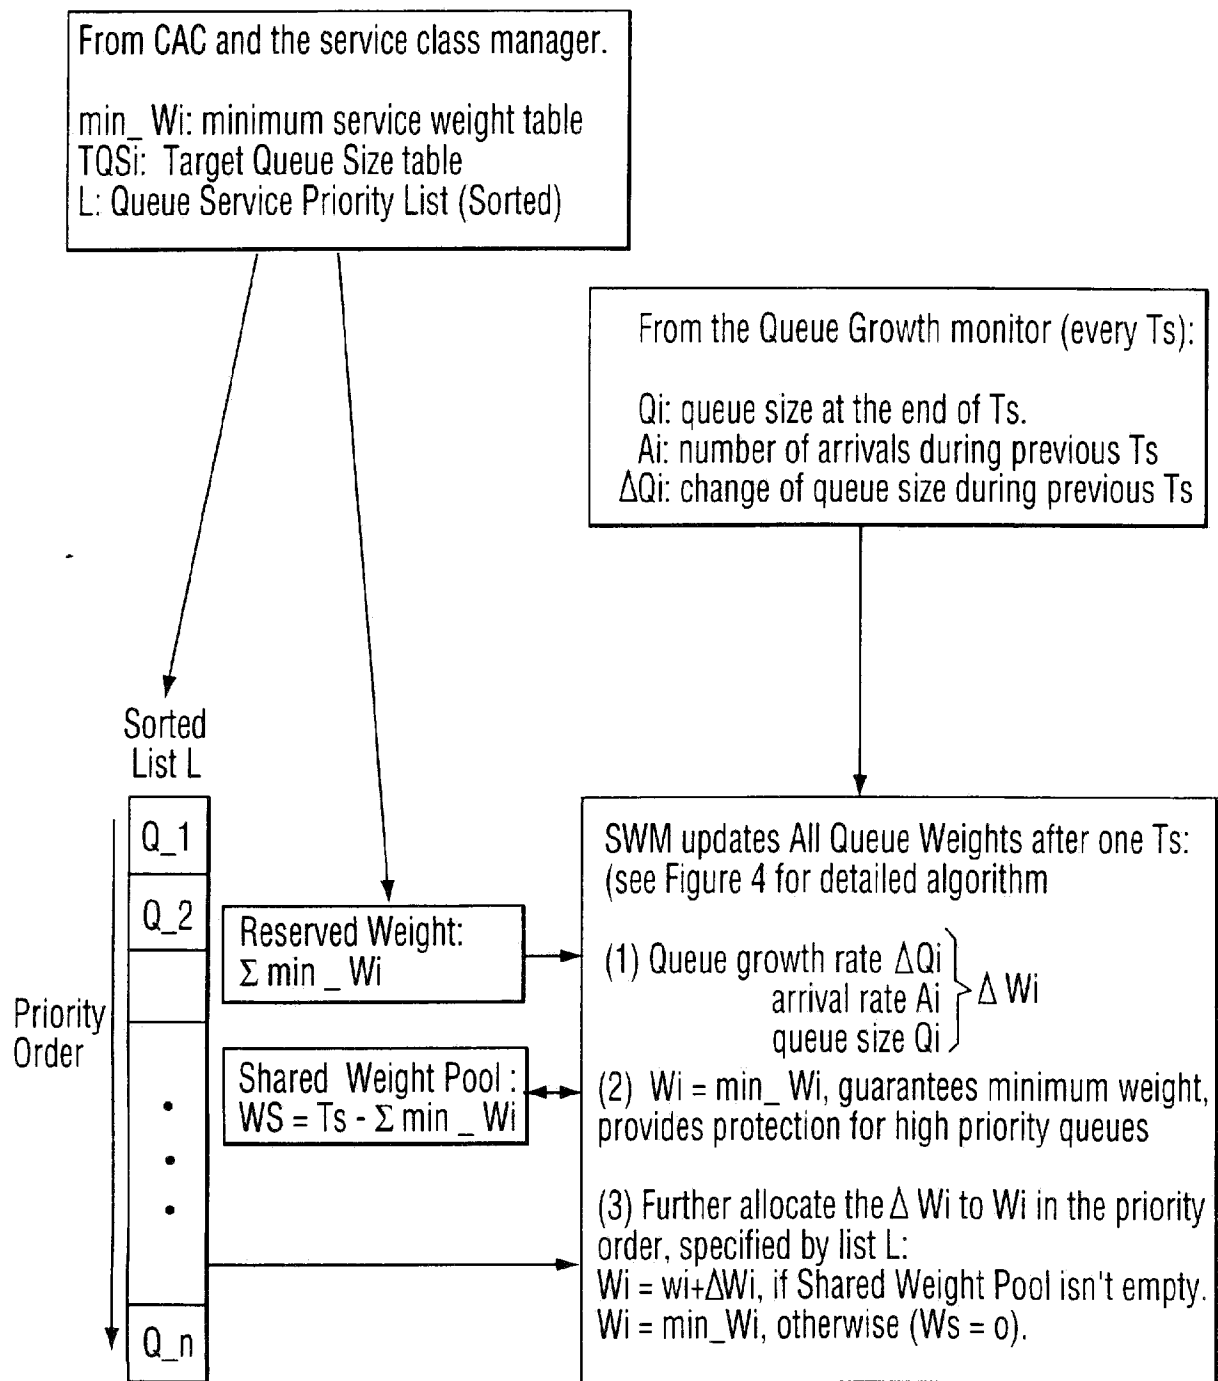 From CAC and the service class manager.
min_ Wi: minimum service weight table
TQSi: Target Queue Size table
L: Queue Service Priority List (Sorted)
From the Queue Growth monitor (every Ts):
Qi: queue size at the end of Ts.
Ai: number of arrivals during previous Ts
ΔQi: change of queue size during previous Ts
Sorted
List L
Q_1
Q_2
Q_n
Priority
Order
Reserved Weight:
Σ min _ Wi
Shared Weight Pool :
WS = Ts - Σ min _ Wi
SWM updates All Queue Weights after one Ts:
(see Figure 4 for detailed algorithm
(1) Queue growth rate ΔQi
arrival rate Ai
queue size Qi
Δ Wi
(2) Wi = min_ Wi, guarantees minimum weight,
provides protection for high priority queues
(3) Further allocate the Δ Wi to Wi in the priority
order, specified by list L:
Wi = wi+ΔWi, if Shared Weight Pool isn't empty.
Wi = min_Wi, otherwise (Ws = o).